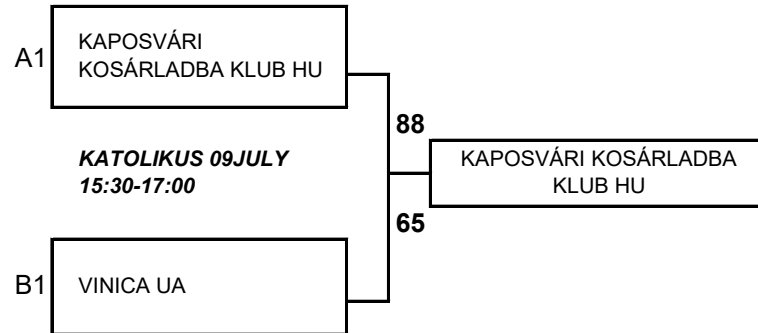 A1
KAPOSVÁRI
KOSÁRLADBA KLUB HU
88
KATOLIKUS 09JULY
15:30-17:00
KAPOSVÁRI KOSÁRLADBA
KLUB HU
65
B1
VINICA UA